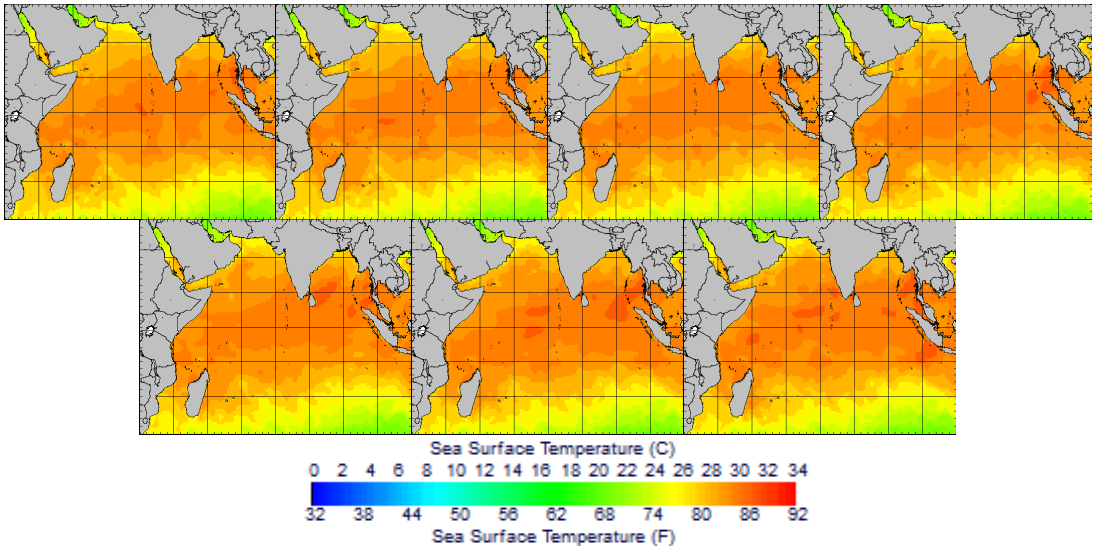 Sea Surface Temperature (C)
0 2 4 6 8 10 12 14 16 18 20 22 24 26 28 30 32 34
32 38 44 50 56 62 68 74 80 86 92
Sea Surface Temperature (F)